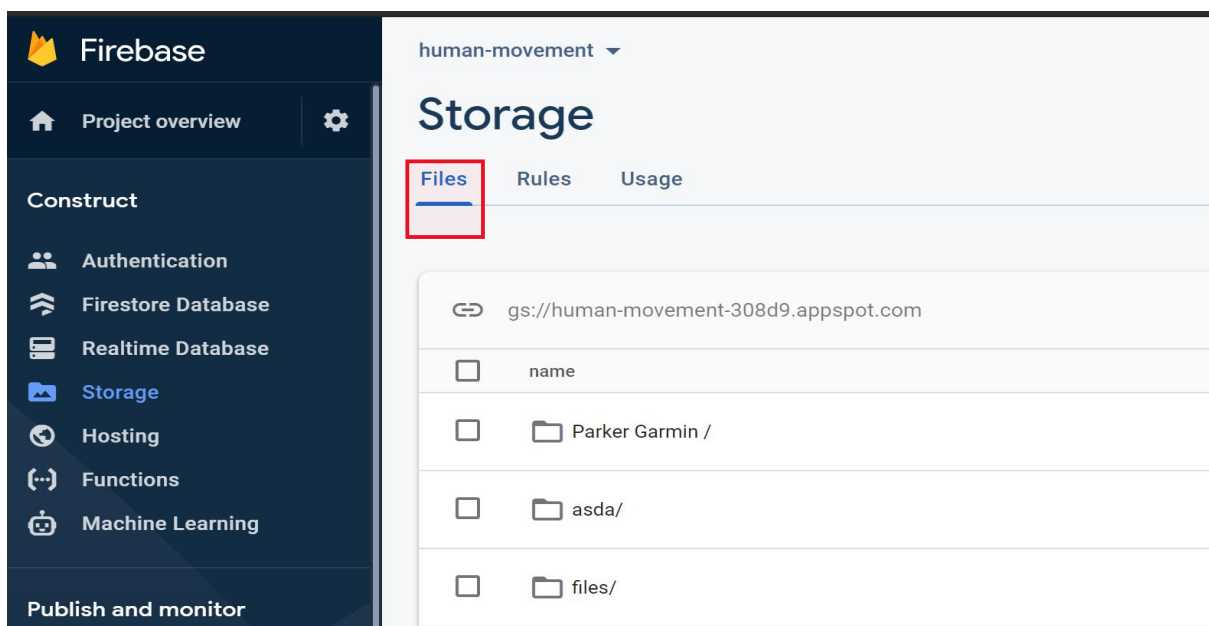 Firebase
Project overview
Construct
Authentication
Firestore Database
Realtime Database
Storage
Hosting
Functions
Machine Learning
Publish and monitor
human-movement
Storage
Files Rules Usage
gs://human-movement-308d9.appspot.com
name
Parker Garmin /
asda/
files/